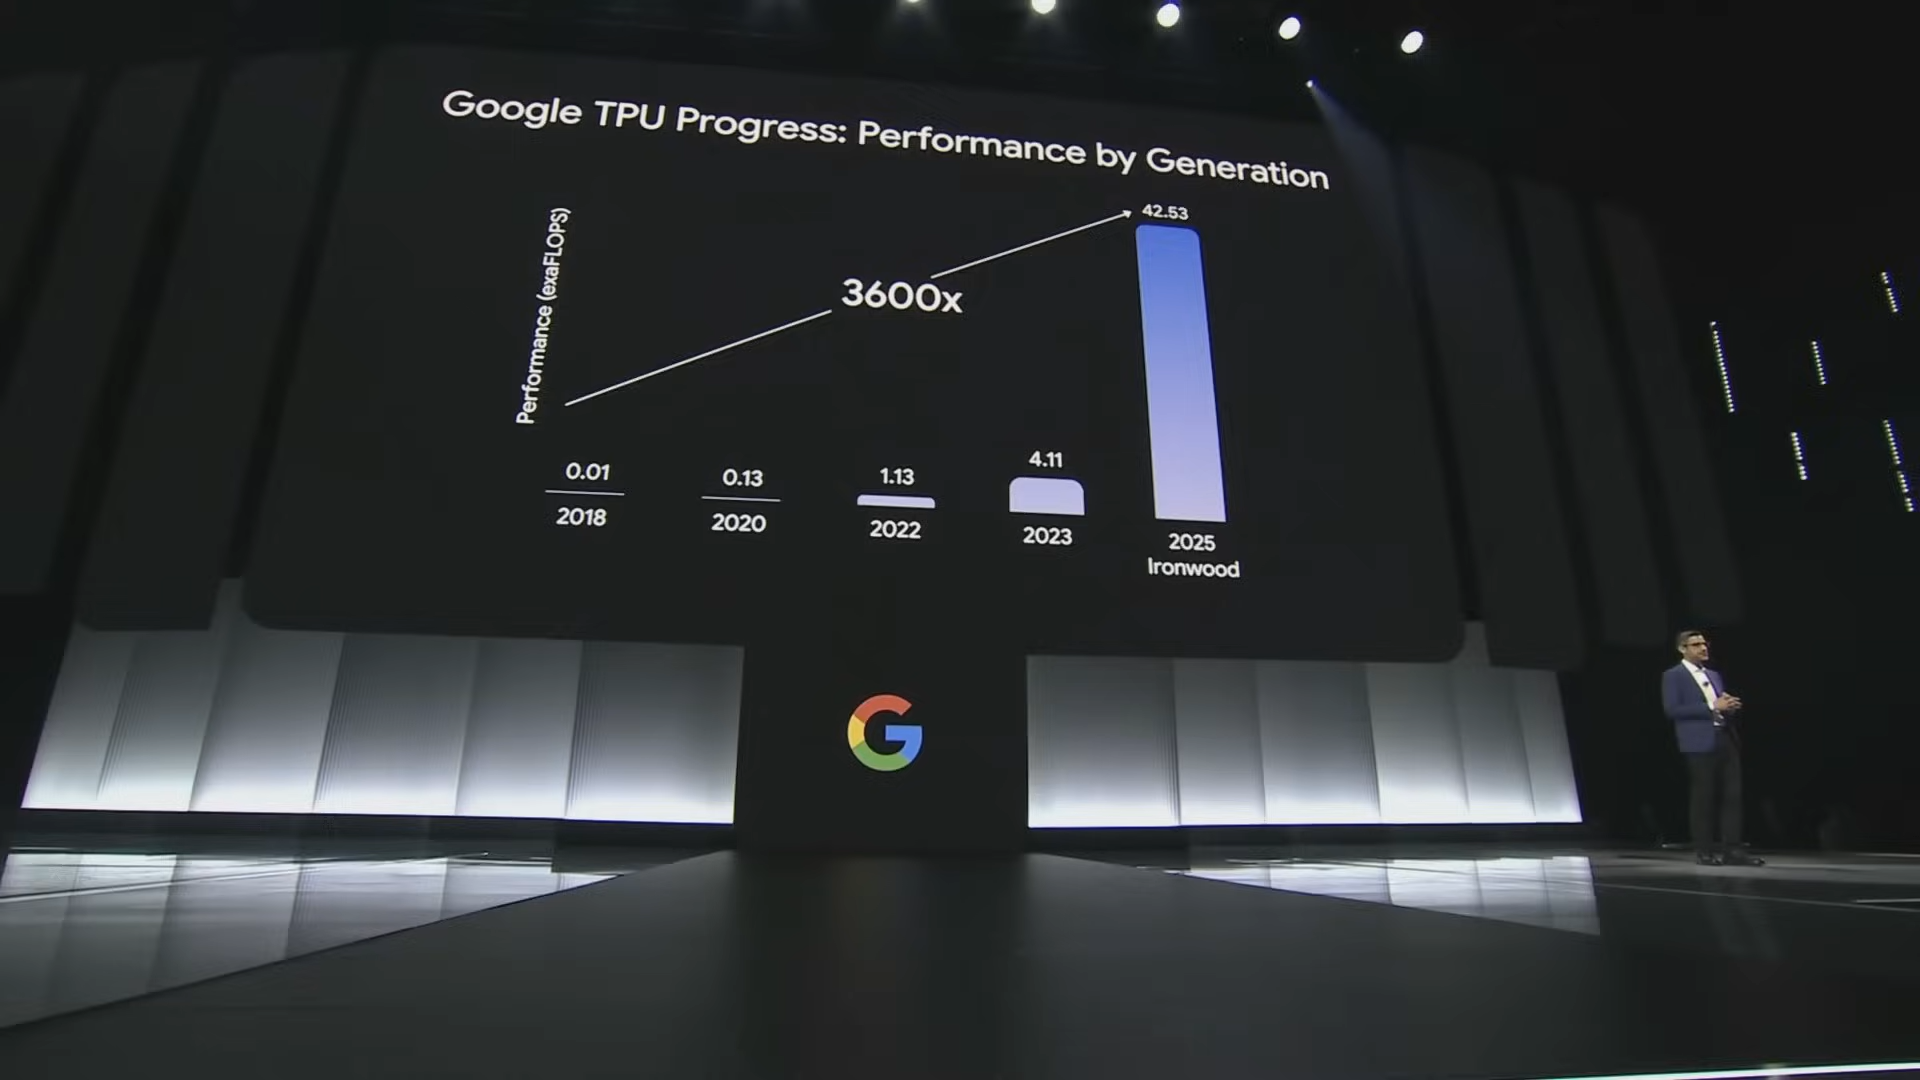 Google TPU Progress: Performance by Generation
Performance (exaFLOPS)
3600x
0.01
0.13
1.13
4.11
42.53
2018
2020
2022
2023
2025
Ironwood
G